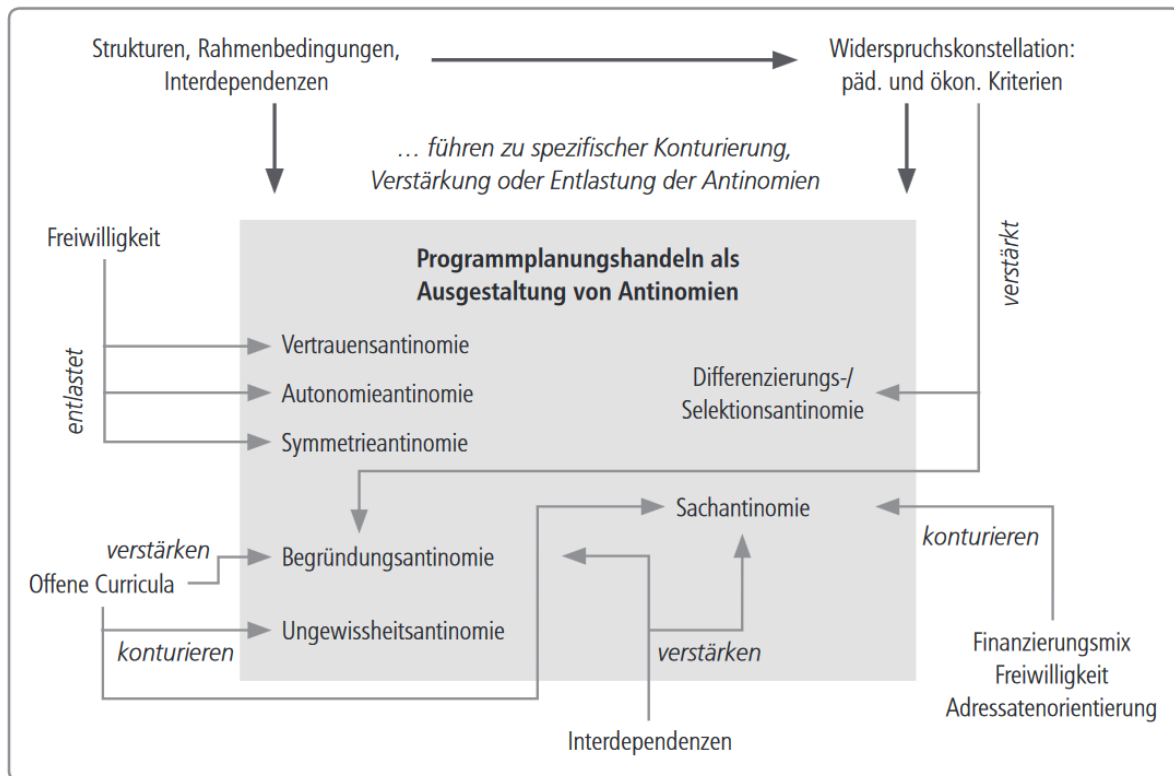 Strukturen, Rahmenbedingungen,
Interdependenzen
Widerspruchskonstellation:
päd. und ökon. Kriterien
… führen zu spezifischer Konturierung,
Verstärkung oder Entlastung der Antinomien
Freiwilligkeit
verstärkt
Programmplanungshandeln als
Ausgestaltung von Antinomien
entlastet
Vertrauensantinomie
Autonomieantinomie
Symmetrieantinomie
Differenzierungs-/
Selektionsantinomie
Sachantinomie
verstärken
Begründungsantinomie
konturieren
Offene Curricula
Ungewissheitsantinomie
konturieren
verstärken
Finanzierungsmix
Freiwilligkeit
Adressatenorientierung
Interdependenzen